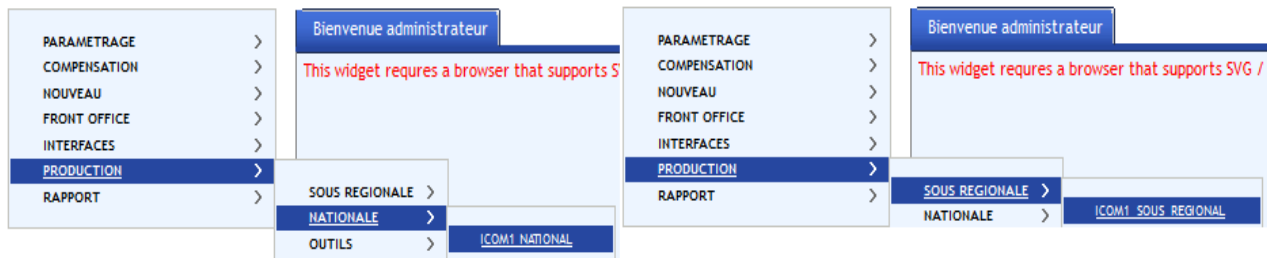 Bienvenue administrateur
PARAMETRAGE
This widget requres a browser that supports S
COMPENSATION
NOUVEAU
FRONT OFFICE
INTERFACES
PRODUCTION
RAPPORT
SOUS REGIONALE
NATIONALE
ICOM1 NATIONAL
OUTILS
Bienvenue administrateur
PARAMETRAGE
This widget requres a browser that supports SVG /
COMPENSATION
NOUVEAU
FRONT OFFICE
INTERFACES
PRODUCTION
RAPPORT
SOUS REGIONALE
NATIONALE
ICOM1 SOUS REGIONAL